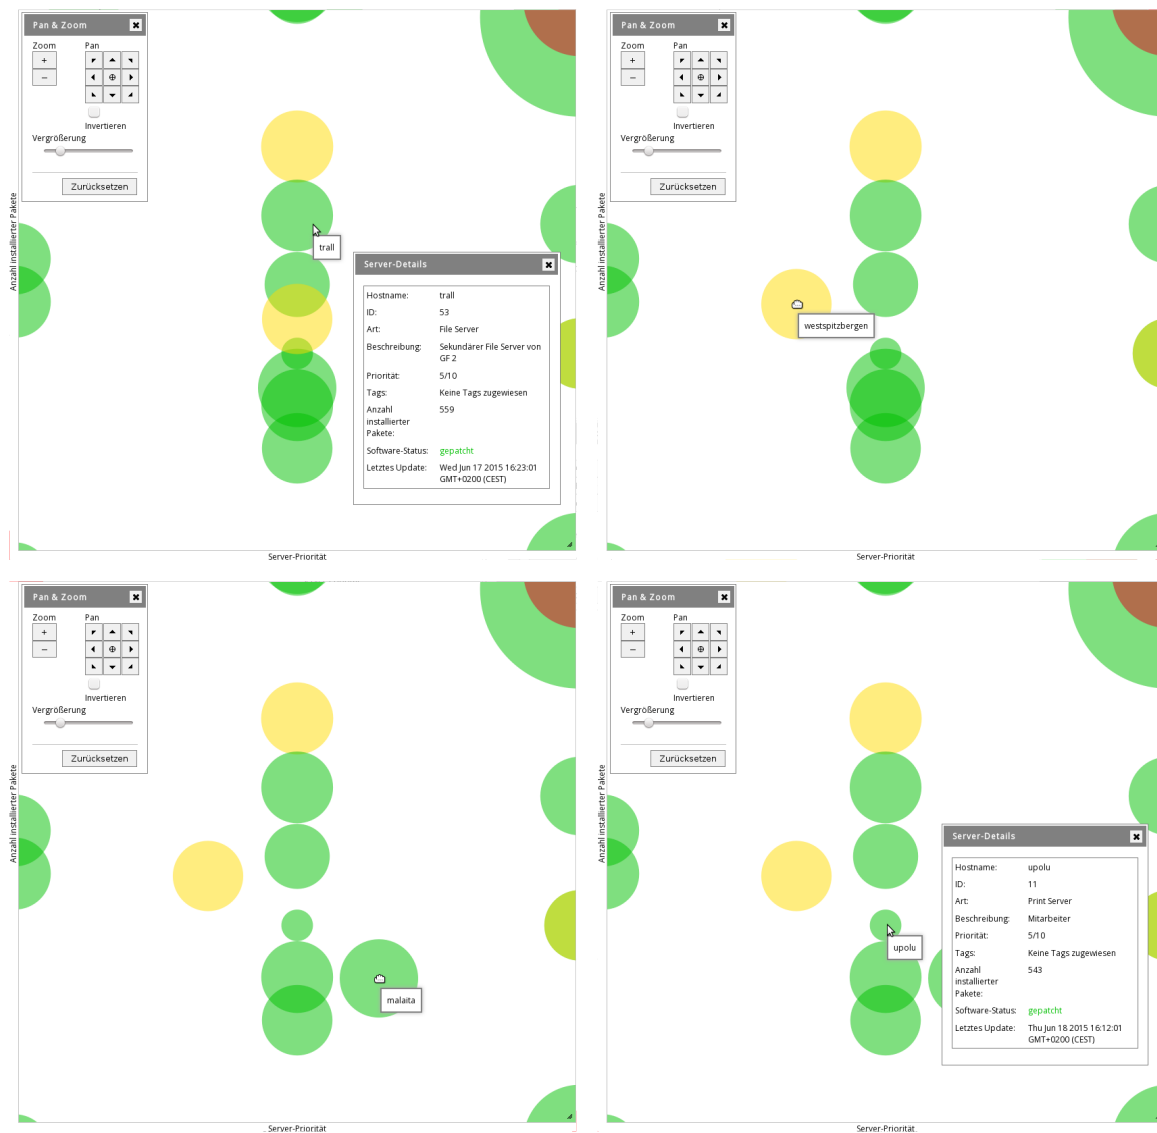 Pan & Zoom
Zoom
Pan
+
–
Invertieren
Vergrößerung
Zurücksetzen
Anzahl installierter Pakete
trall
Server-Details
Hostname: trall
ID: 53
Art: File Server
Beschreibung: Sekundärer File Server von
GF 2
Priorität: 5/10
Tags: Keine Tags zugewiesen
Anzahl 559
installierter
Pakete:
Software-Status: gepatcht
Letztes Update: Wed Jun 17 2015 16:23:01
GMT+0200 (CEST)
Server-Priorität
Pan & Zoom
Zoom
Pan
+
–
Invertieren
Vergrößerung
Zurücksetzen
Anzahl installierter Pakete
westspitzbergen
Server-Priorität
Pan & Zoom
Zoom
Pan
+
–
Invertieren
Vergrößerung
Zurücksetzen
Anzahl installierter Pakete
malaita
Server-Priorität
Pan & Zoom
Zoom
Pan
+
–
Invertieren
Vergrößerung
Zurücksetzen
Anzahl installierter Pakete
upolu
Server-Details
Hostname: upolu
ID: 11
Art: Print Server
Beschreibung: Mitarbeiter
Priorität: 5/10
Tags: Keine Tags zugewiesen
Anzahl 543
installierter
Pakete:
Software-Status: gepatcht
Letztes Update: Thu Jun 18 2015 16:12:01
GMT+0200 (CEST)
Server-Priorität